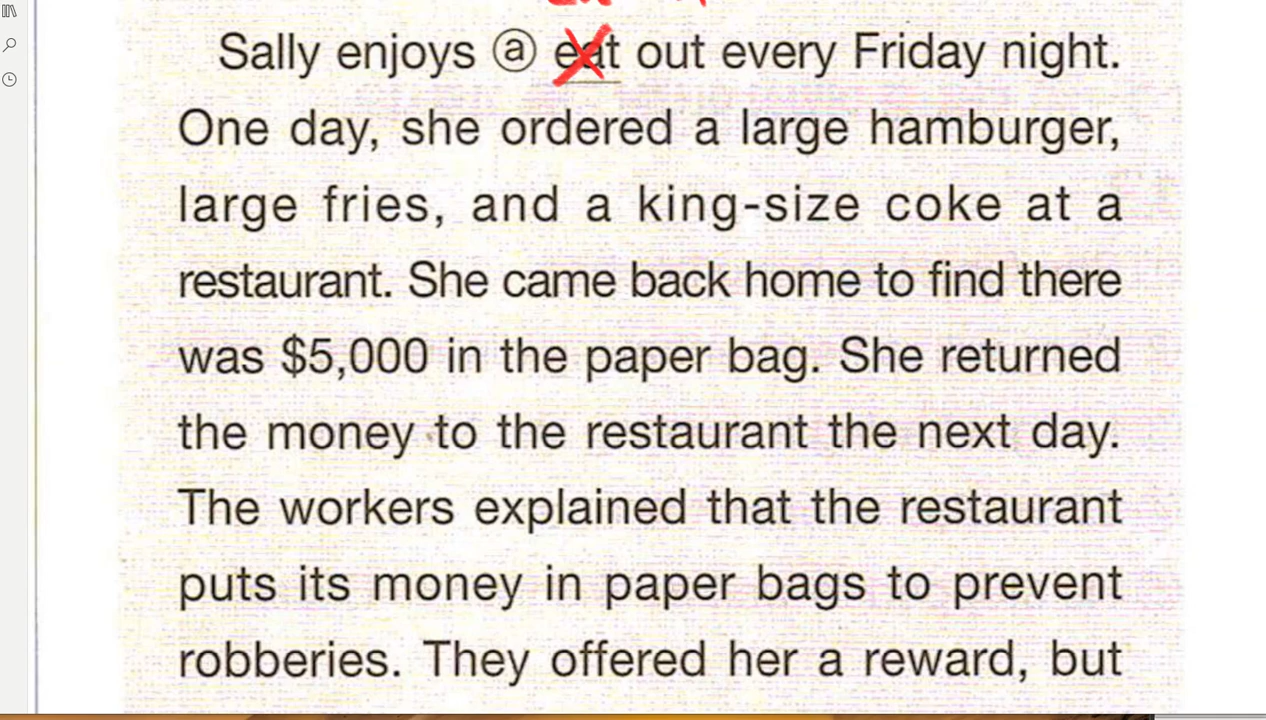 Sally enjoys ⓐ eat out every Friday night.
One day, she ordered a large hamburger,
large fries, and a king-size coke at a
restaurant. She came back home to find there
was $5,000 in the paper bag. She returned
the money to the restaurant the next day.
The workers explained that the restaurant
puts its money in paper bags to prevent
robberies. They offered her a reward, but